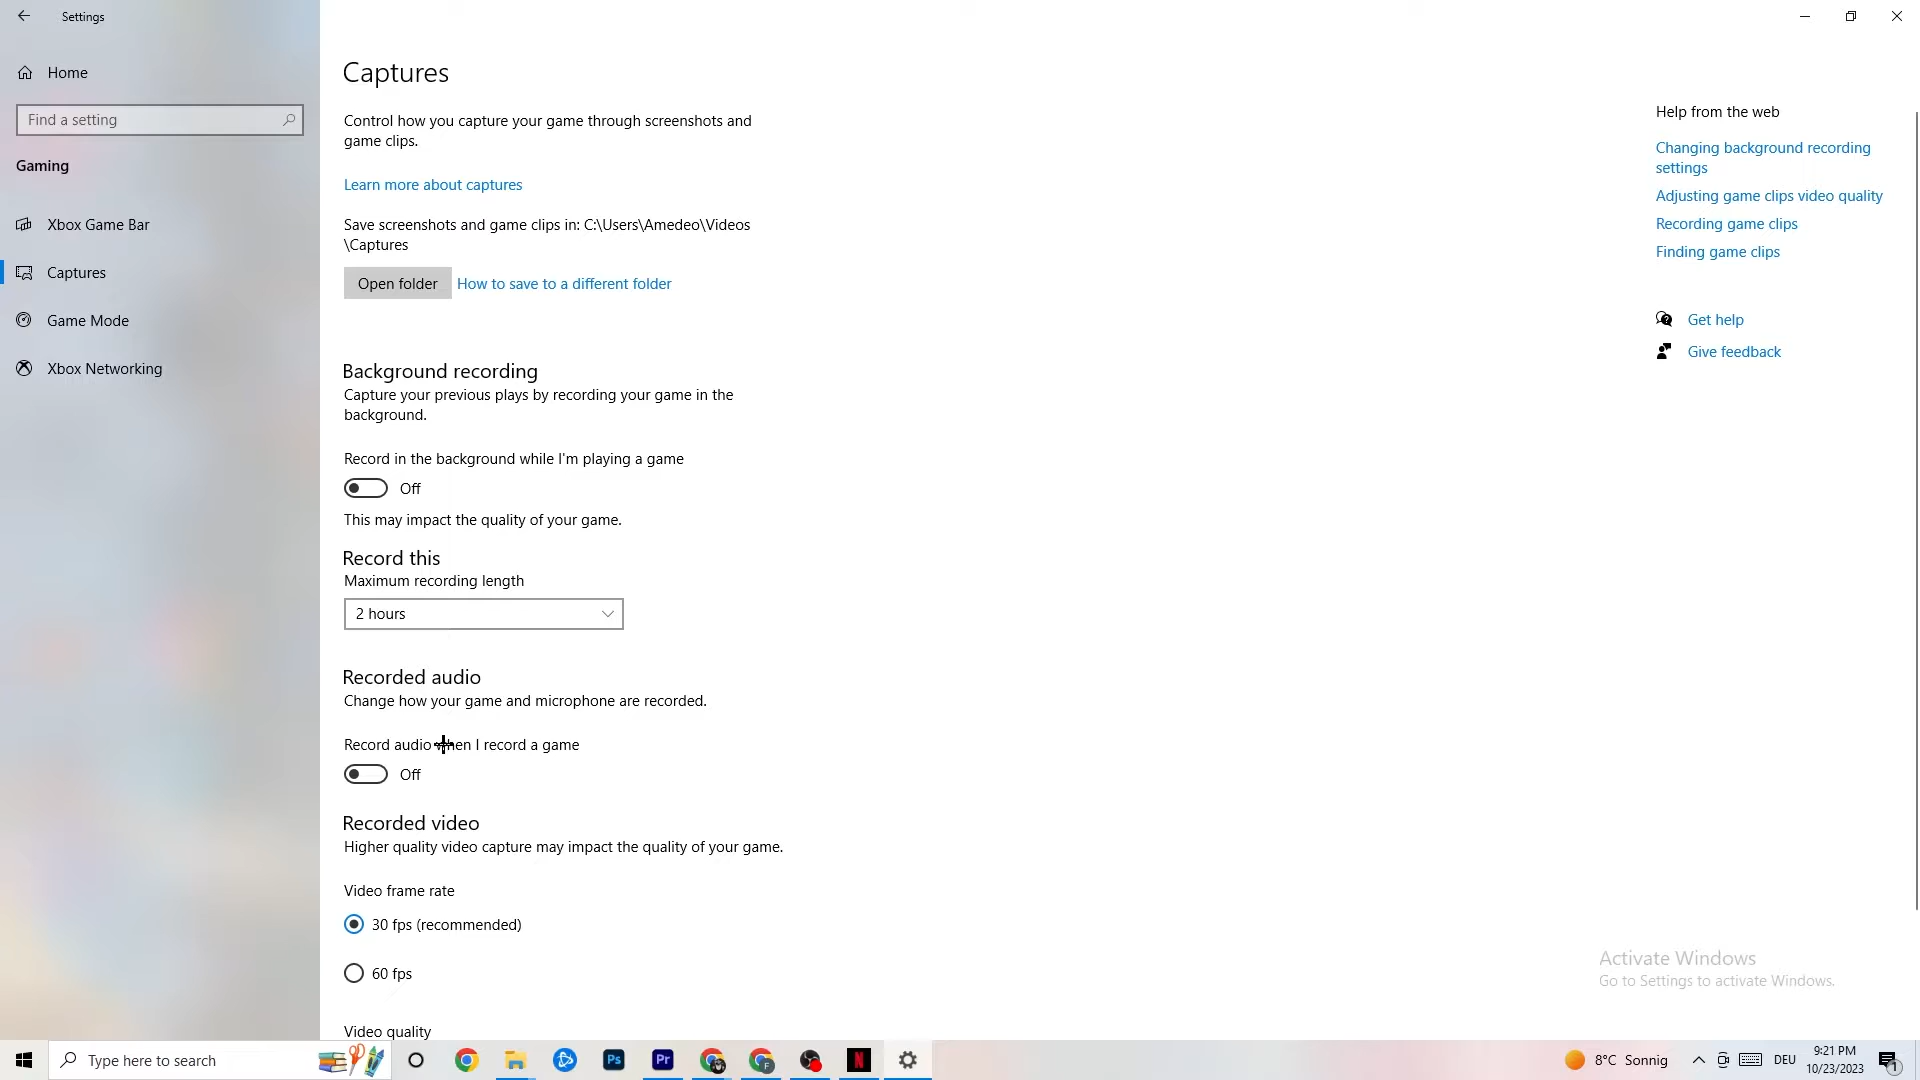 Settings
Home
Find a setting
Gaming
Xbox Game Bar
Captures
Game Mode
Xbox Networking
Captures
Control how you capture your game through screenshots and
game clips.
Learn more about captures
Save screenshots and game clips in: C:\Users\Amedeo\Videos
\Captures
Open folder
How to save to a different folder
Background recording
Capture your previous plays by recording your game in the
background.
Record in the background while I'm playing a game
Off
This may impact the quality of your game.
Record this
Maximum recording length
2 hours
Recorded audio
Change how your game and microphone are recorded.
Record audio when I record a game
Off
Recorded video
Higher quality video capture may impact the quality of your game.
Video frame rate
30 fps (recommended)
60 fps
Video quality
Help from the web
Changing background recording
settings
Adjusting game clips video quality
Recording game clips
Finding game clips
Get help
Give feedback
Activate Windows
Go to Settings to activate Windows.
Type here to search
Ps
Pr
F
N
8°C Sonnig
DEU
9:21 PM
10/23/2023
1